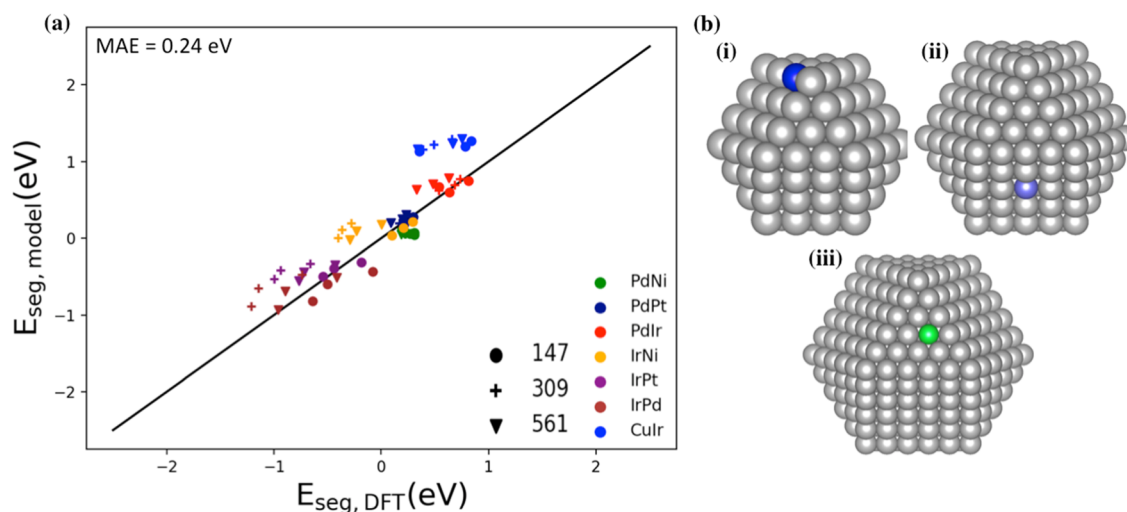 (a)
MAE = 0.24 eV
E_seg, model(eV)
2
1
0
−1
−2
−2
−1
0
1
2
E_seg, DFT(eV)
147
309
561
PdNi
PdPt
PdIr
IrNi
IrPt
IrPd
CuIr
(b)
(i)
(ii)
(iii)